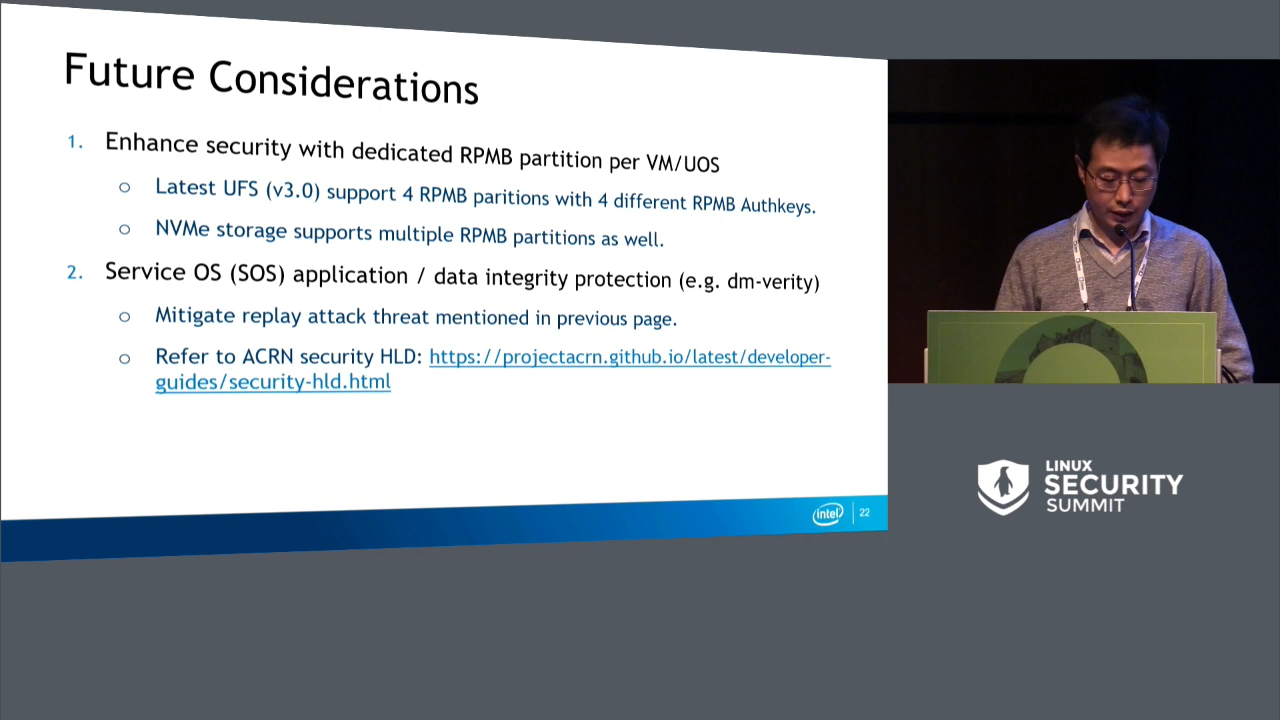 Future Considerations
1. Enhance security with dedicated RPMB partition per VM/UOS
o Latest UFS (v3.0) support 4 RPMB paritions with 4 different RPMB Authkeys.
o NVMe storage supports multiple RPMB partitions as well.
2. Service OS (SOS) application / data integrity protection (e.g. dm-verity)
o Mitigate replay attack threat mentioned in previous page.
o Refer to ACRN security HLD: https://projectacrn.github.io/latest/developer-
guides/security-hld.html
intel 22
LINUX
SECURITY
SUMMIT